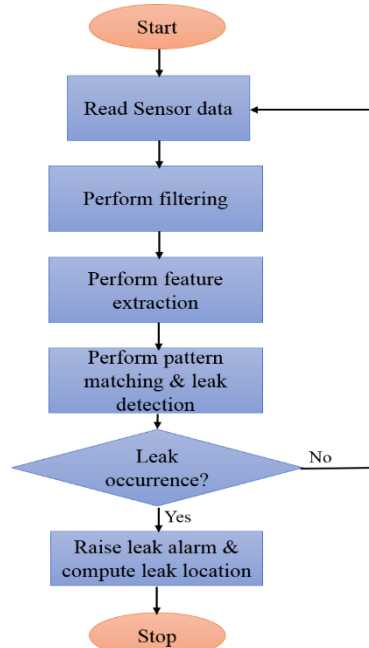 Start
Read Sensor data
Perform filtering
Perform feature
extraction
Perform pattern
matching & leak
detection
Leak
occurrence?
No
Yes
Raise leak alarm &
compute leak location
Stop